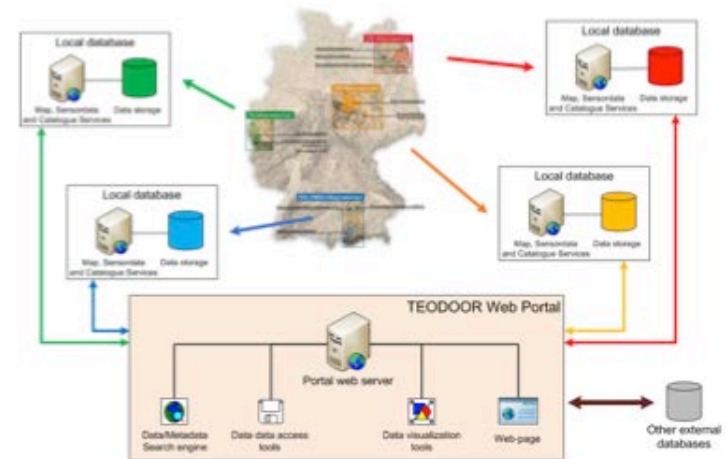 Local database
Map, Sensordata
and Catalogue Services
Data storage
Local database
Map, Sensordata
and Catalogue Services
Data storage
Local database
Map, Sensordata
and Catalogue Services
Data storage
Local database
Map, Sensordata
and Catalogue Services
Data storage
TEODOOR Web Portal
Portal web server
Data/Metadata
Search engine
Data data access
tools
Data visualization
tools
Web-page
Other external
databases